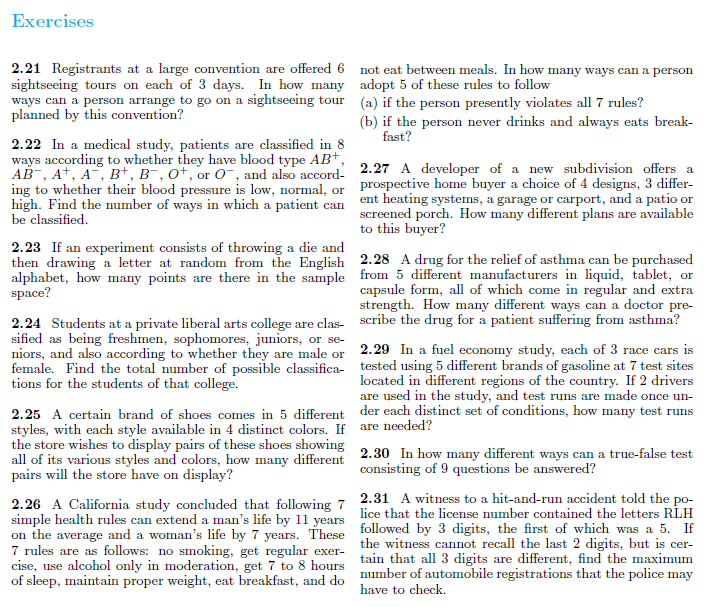 Exercises
2.21 Registrants at a large convention are offered 6
sightseeing tours on each of 3 days. In how many
ways can a person arrange to go on a sightseeing tour
planned by this convention?
2.22 In a medical study, patients are classified in 8
ways according to whether they have blood type AB⁺,
AB⁻, A⁺, A⁻, B⁺, B⁻, O⁺, or O⁻, and also accord-
ing to whether their blood pressure is low, normal, or
high. Find the number of ways in which a patient can
be classified.
2.23 If an experiment consists of throwing a die and
then drawing a letter at random from the English
alphabet, how many points are there in the sample
space?
2.24 Students at a private liberal arts college are clas-
sified as being freshmen, sophomores, juniors, or se-
niors, and also according to whether they are male or
female. Find the total number of possible classifica-
tions for the students of that college.
2.25 A certain brand of shoes comes in 5 different
styles, with each style available in 4 distinct colors. If
the store wishes to display pairs of these shoes showing
all of its various styles and colors, how many different
pairs will the store have on display?
2.26 A California study concluded that following 7
simple health rules can extend a man's life by 11 years
on the average and a woman's life by 7 years. These
7 rules are as follows: no smoking, get regular exer-
cise, use alcohol only in moderation, get 7 to 8 hours
of sleep, maintain proper weight, eat breakfast, and do
not eat between meals. In how many ways can a person
adopt 5 of these rules to follow
(a) if the person presently violates all 7 rules?
(b) if the person never drinks and always eats break-
fast?
2.27 A developer of a new subdivision offers a
prospective home buyer a choice of 4 designs, 3 differ-
ent heating systems, a garage or carport, and a patio or
screened porch. How many different plans are available
to this buyer?
2.28 A drug for the relief of asthma can be purchased
from 5 different manufacturers in liquid, tablet, or
capsule form, all of which come in regular and extra
strength. How many different ways can a doctor pre-
scribe the drug for a patient suffering from asthma?
2.29 In a fuel economy study, each of 3 race cars is
tested using 5 different brands of gasoline at 7 test sites
located in different regions of the country. If 2 drivers
are used in the study, and test runs are made once un-
der each distinct set of conditions, how many test runs
are needed?
2.30 In how many different ways can a true-false test
consisting of 9 questions be answered?
2.31 A witness to a hit-and-run accident told the po-
lice that the license number contained the letters RLH
followed by 3 digits, the first of which was a 5. If
the witness cannot recall the last 2 digits, but is cer-
tain that all 3 digits are different, find the maximum
number of automobile registrations that the police may
have to check.